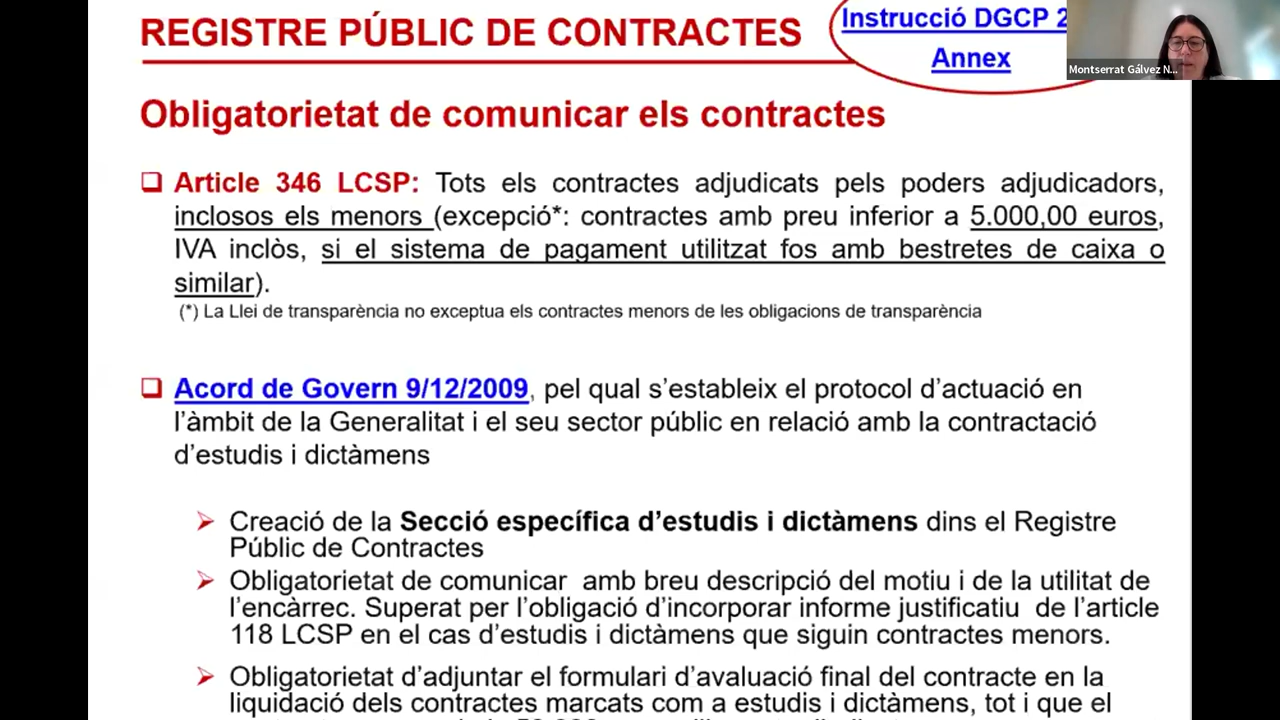 REGISTRE PÚBLIC DE CONTRACTES
Instrucció DGCP 2
Annex
Montserrat Gálvez N...
Obligatorietat de comunicar els contractes
Article 346 LCSP: Tots els contractes adjudicats pels poders adjudicadors,
inclosos els menors (excepció*: contractes amb preu inferior a 5.000,00 euros,
IVA inclòs, si el sistema de pagament utilitzat fos amb bestretes de caixa o
similar).
(*) La Llei de transparència no exceptua els contractes menors de les obligacions de transparència
Acord de Govern 9/12/2009, pel qual s’estableix el protocol d’actuació en
l’àmbit de la Generalitat i el seu sector públic en relació amb la contractació
d’estudis i dictàmens
Creació de la Secció específica d’estudis i dictàmens dins el Registre
Públic de Contractes
Obligatorietat de comunicar amb breu descripció del motiu i de la utilitat de
l’encàrrec. Superat per l’obligació d’incorporar informe justificatiu de l’article
118 LCSP en el cas d’estudis i dictàmens que siguin contractes menors.
Obligatorietat d’adjuntar el formulari d’avaluació final del contracte en la
liquidació dels contractes marcats com a estudis i dictàmens, tot i que el